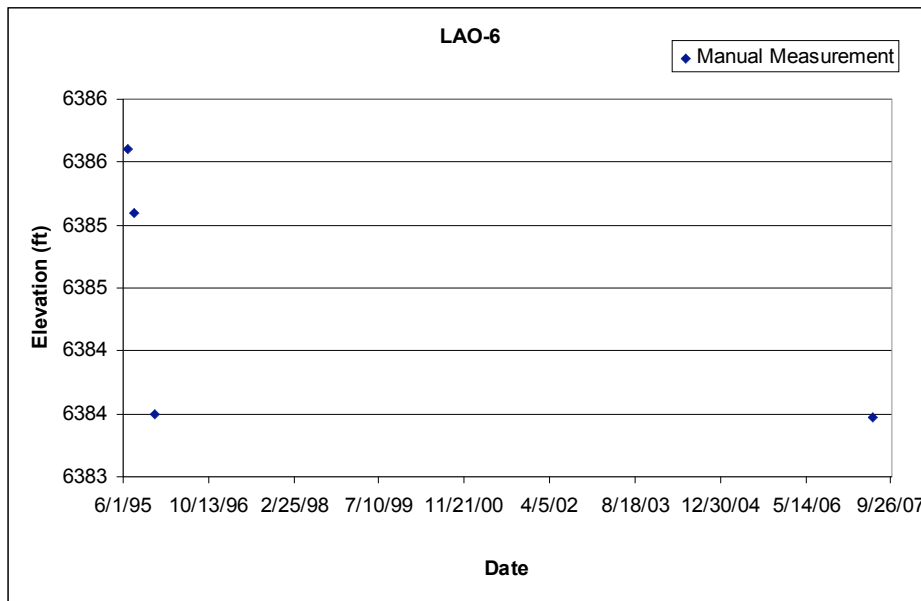 LAO-6
Manual Measurement
6386
6386
6385
6385
6384
6384
6383
Elevation (ft)
6/1/95 10/13/96 2/25/98 7/10/99 11/21/00 4/5/02 8/18/03 12/30/04 5/14/06 9/26/07
Date